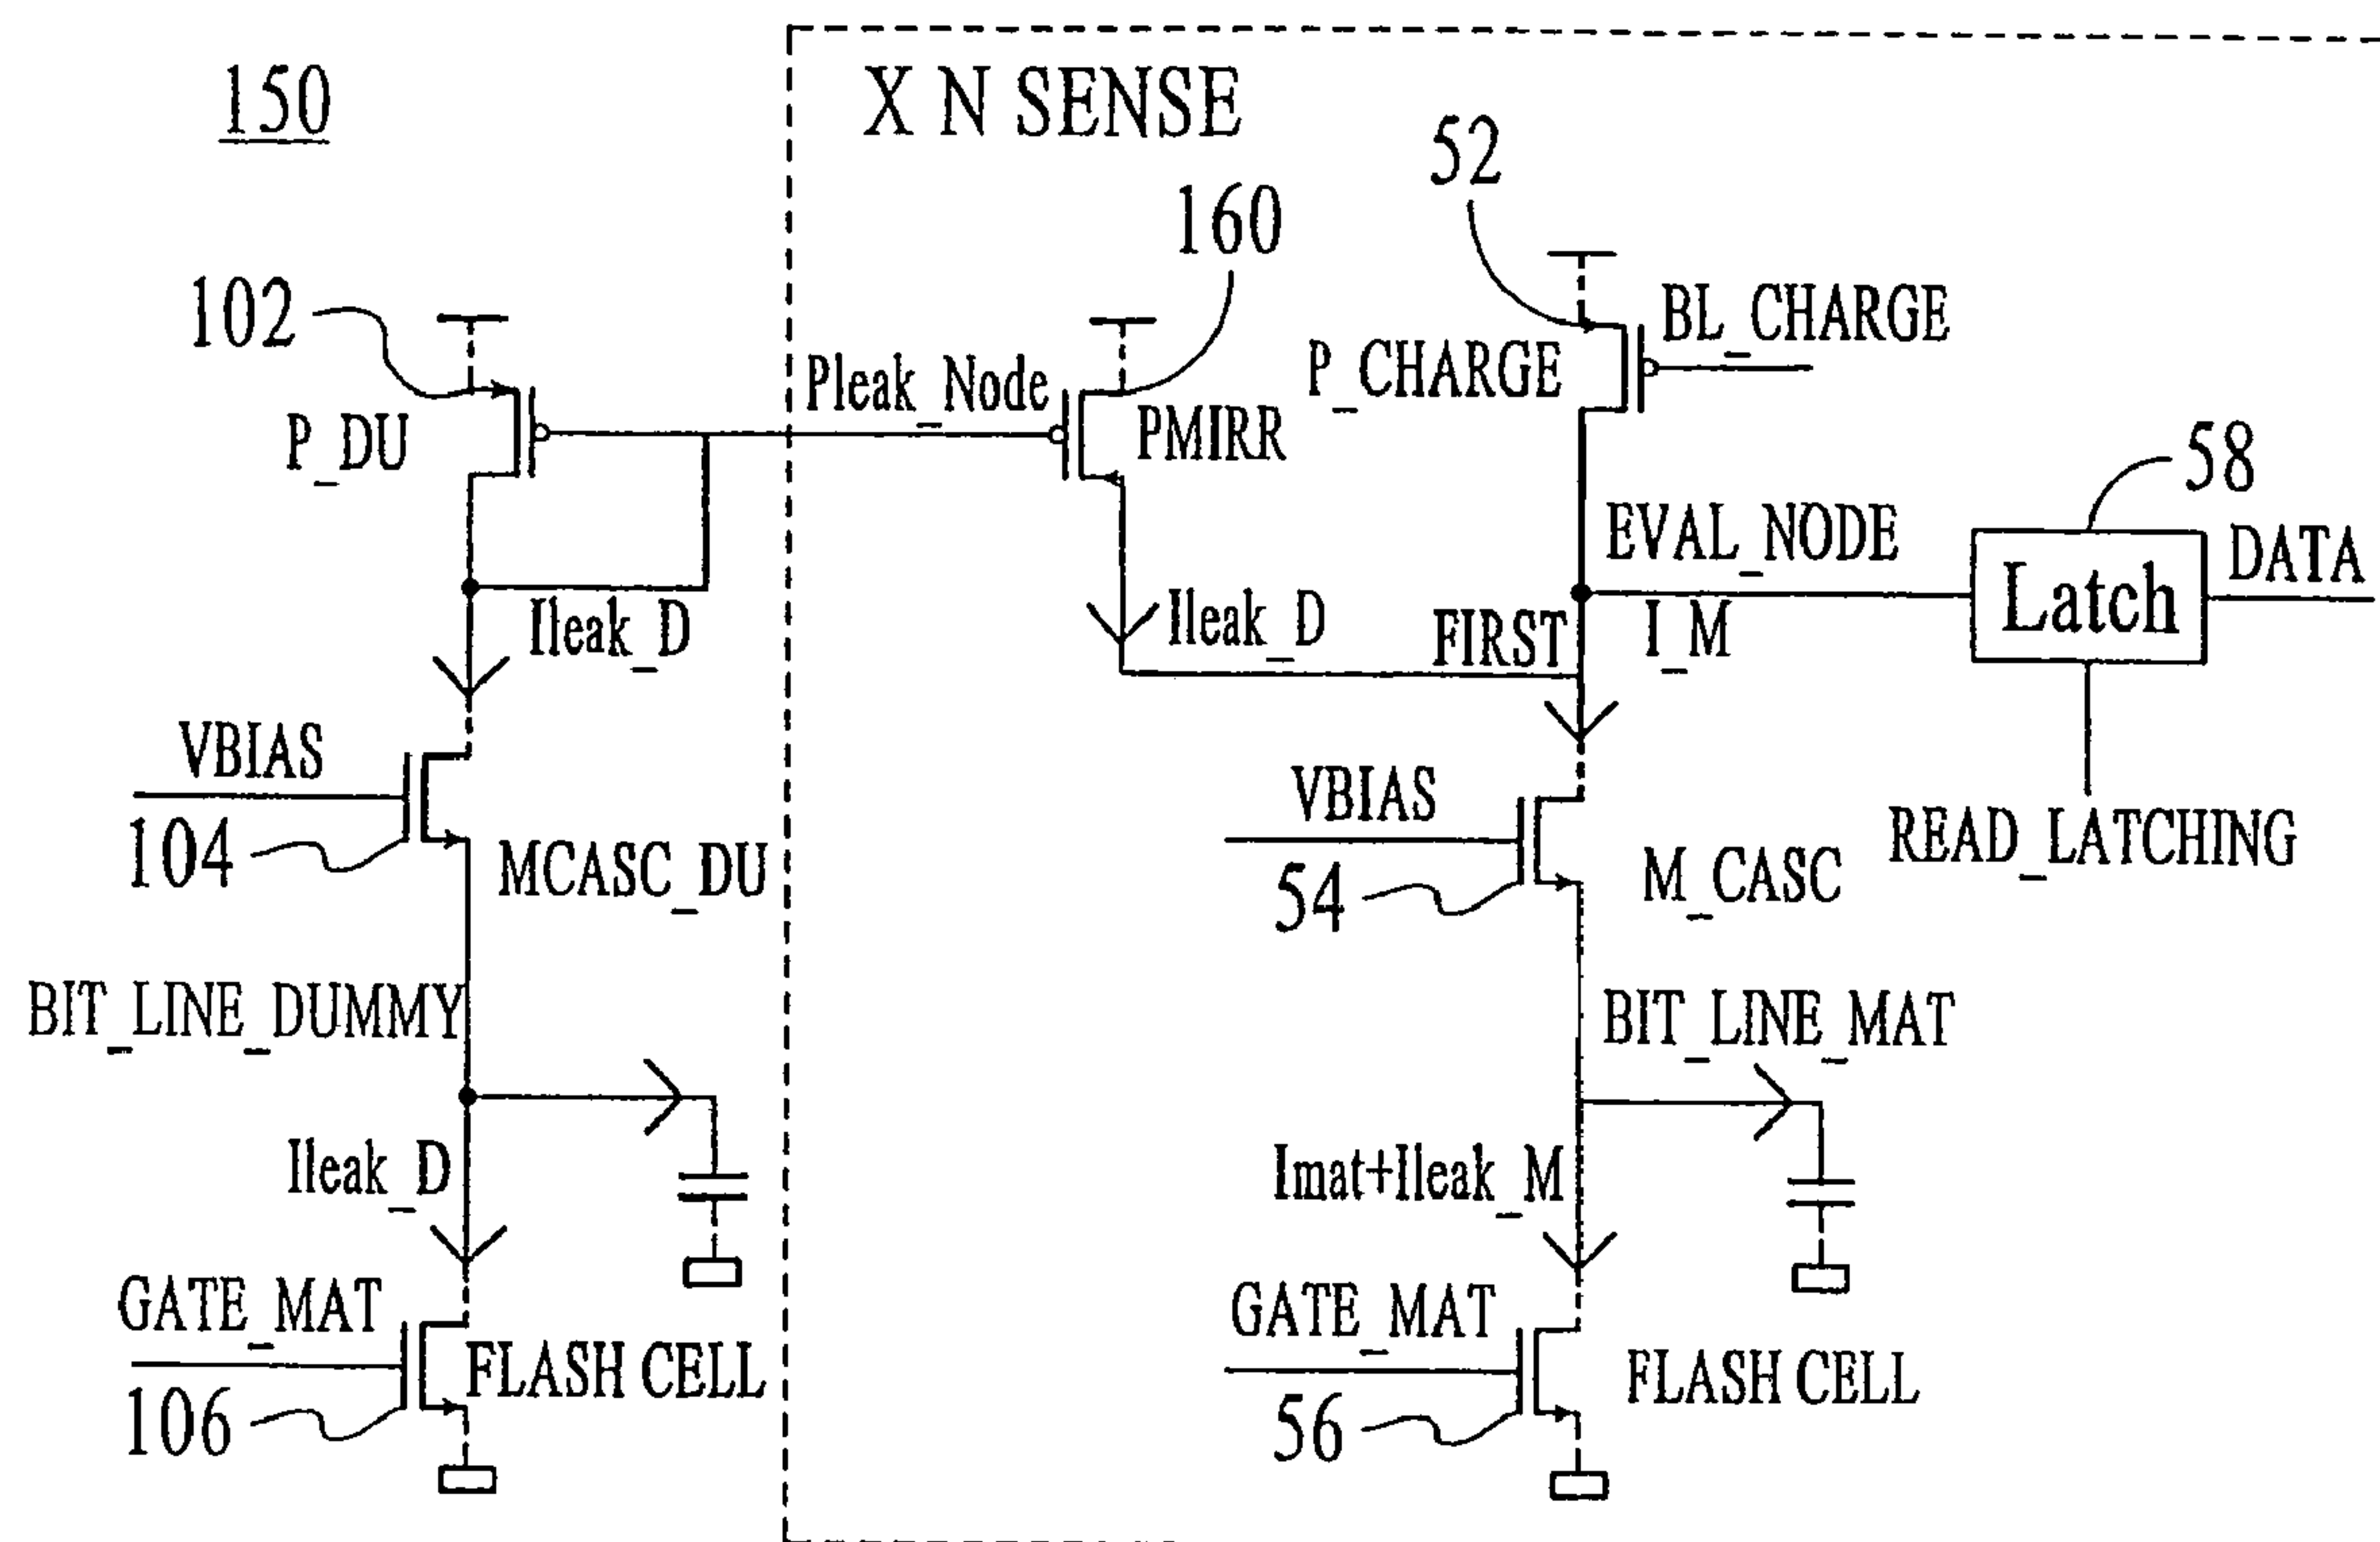 150
X N SENSE
52
160
102
BL_CHARGE
P_CHARGE
Pleak_Node
P_DU
PMIRR
58
EVAL_NODE
Latch
DATA
Ileak_D
Ileak_D
FIRST
I_M
VBIAS
VBIAS
READ_LATCHING
104
MCASC_DU
54
M_CASC
BIT_LINE_DUMMY
BIT_LINE_MAT
Ileak_D
Imat+Ileak_M
GATE_MAT
GATE_MAT
FLASH CELL
FLASH CELL
106
56